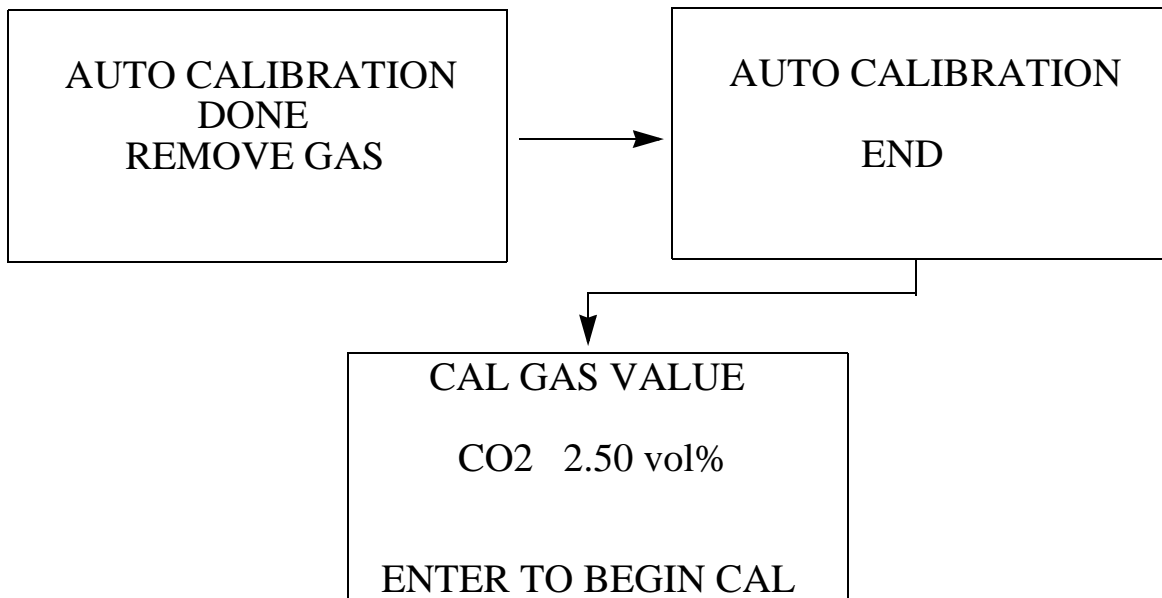 AUTO CALIBRATION
DONE
REMOVE GAS
AUTO CALIBRATION
END
CAL GAS VALUE
CO2 2.50 vol%
ENTER TO BEGIN CAL